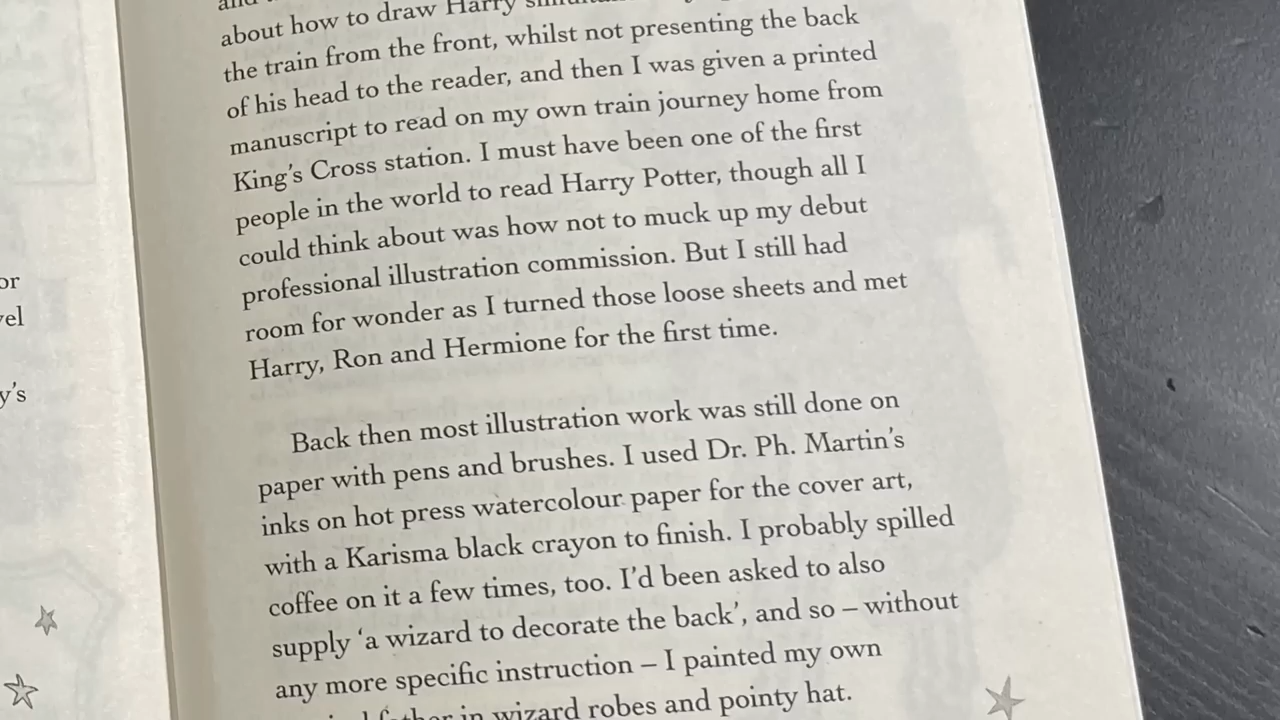 or
vel
y's
about how to draw Harry
the train from the front, whilst not presenting the back
of his head to the reader, and then I was given a printed
manuscript to read on my own train journey home from
King's Cross station. I must have been one of the first
people in the world to read Harry Potter, though all I
could think about was how not to muck up my debut
professional illustration commission. But I still had
room for wonder as I turned those loose sheets and met
Harry, Ron and Hermione for the first time.
Back then most illustration work was still done on
paper with pens and brushes. I used Dr. Ph. Martin's
inks on hot press watercolour paper for the cover art,
with a Karisma black crayon to finish. I probably spilled
coffee on it a few times, too. I'd been asked to also
supply 'a wizard to decorate the back', and so – without
any more specific instruction – I painted my own
father in wizard robes and pointy hat.